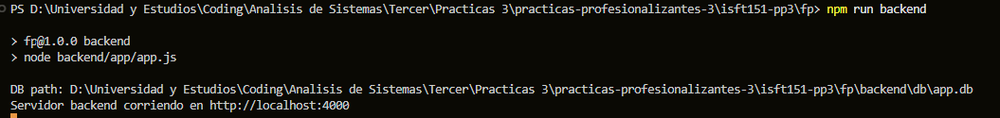 PS D:\Universidad y Estudios\Coding\Analisis de Sistemas\Tercer\Practicas 3\practicas-profesionalizantes-3\isft151-pp3\fp> npm run backend
> fp@1.0.0 backend
> node backend/app/app.js
DB path: D:\Universidad y Estudios\Coding\Analisis de Sistemas\Tercer\Practicas 3\practicas-profesionalizantes-3\isft151-pp3\fp\backend\db\app.db
Servidor backend corriendo en http://localhost:4000